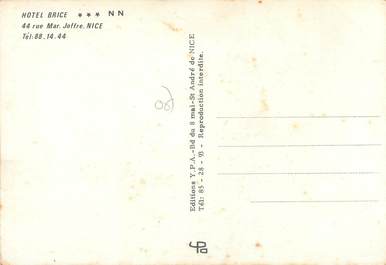 HOTEL BRICE *** NN
44 rue Mar. Joffre. NICE
Tél: 88.14.44
Editions Y.P.A.-Bd du 8 mai-St André de NICE
Tél: 85 - 28 - 93 - Reproduction interdite.